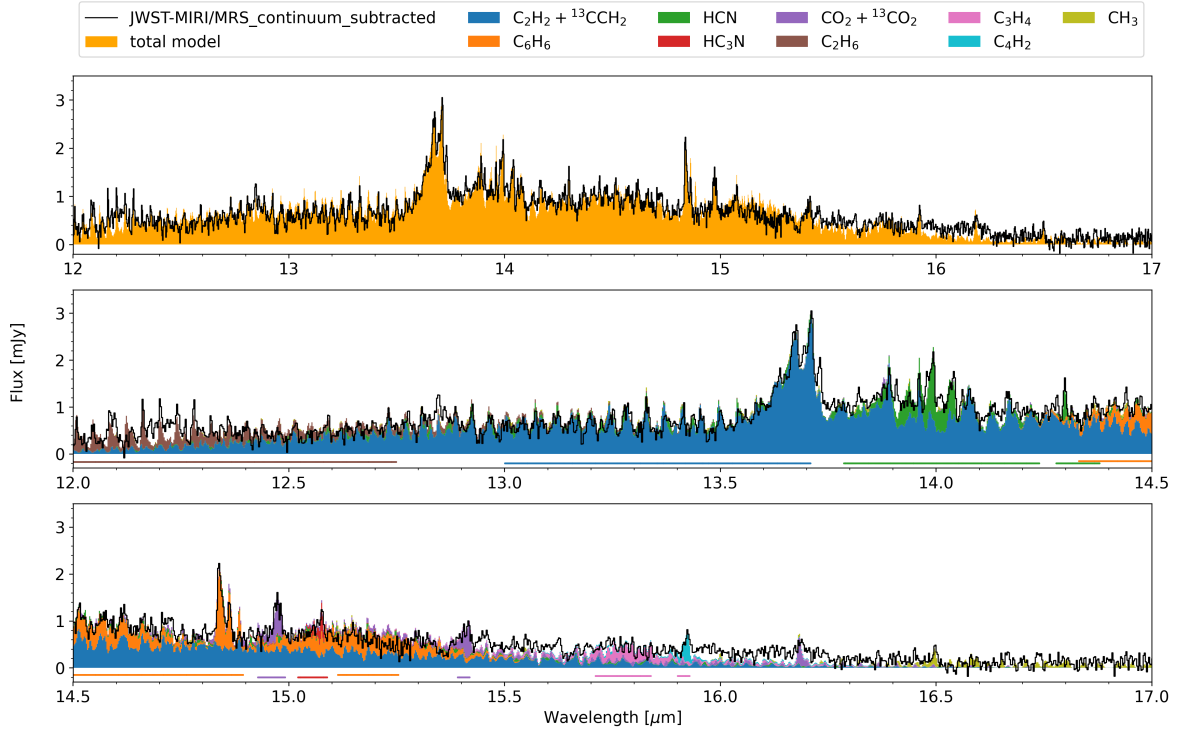 JWST-MIRI/MRS_continuum_subtracted
total model
C₂H₂ + ¹³CCH₂
C₆H₆
HCN
HC₃N
CO₂ + ¹³CO₂
C₂H₆
C₃H₄
C₄H₂
CH₃
3
2
1
0
12 13 14 15 16 17
Flux [mJy]
3
2
1
0
12.0 12.5 13.0 13.5 14.0 14.5
3
2
1
0
14.5 15.0 15.5 16.0 16.5 17.0
Wavelength [μm]